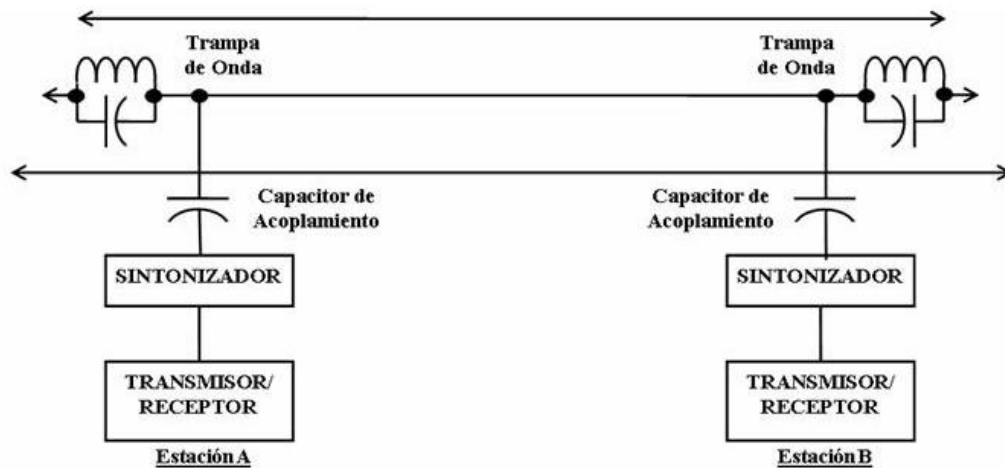 Trampa
de Onda
Trampa
de Onda
Capacitor de
Acoplamiento
Capacitor de
Acoplamiento
SINTONIZADOR
SINTONIZADOR
TRANSMISOR/
RECEPTOR
TRANSMISOR/
RECEPTOR
Estación A
Estación B